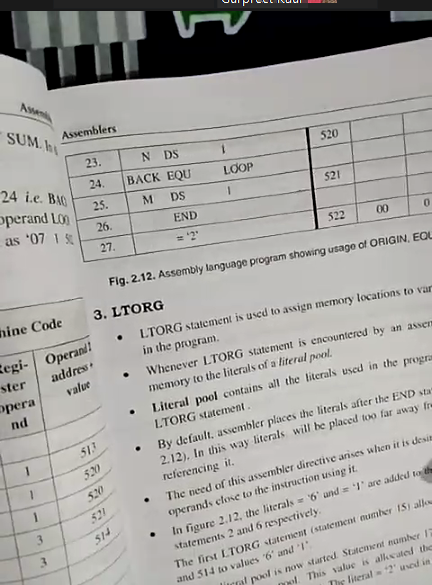 Gurpreet Kaur
Assem
SUM. In
24 i.e. BAC
operand LOO
as '07 1
hine Code
Regi-
ster
opera
nd
Operand
address
value
513
1 520
1 520
1 521
3 514
3
Assemblers
23. N DS 1 520
24. BACK EQU LOOP
25. M DS 1 521
26. END
27. = '2' 522 00 0
Fig. 2.12. Assembly language program showing usage of ORIGIN, EQU
3. LTORG
• LTORG statement is used to assign memory locations to var
in the program.
• Whenever LTORG statement is encountered by an assem
memory to the literals of a literal pool.
• Literal pool contains all the literals used in the progra
LTORG statement.
• By default, assembler places the literals after the END sta
2.12). In this way literals will be placed too far away fr
referencing it.
• The need of this assembler directive arises when it is desi
operands close to the instruction using it.
• In figure 2.12, the literals = '6' and = '1' are added to th
statements 2 and 6 respectively.
The first LTORG statement (statement number 15) alloc
and 514 to values '6' and '1'.
literal pool is now started. Statement number 17
pool. This value is allocated the
The literal = '2' used in